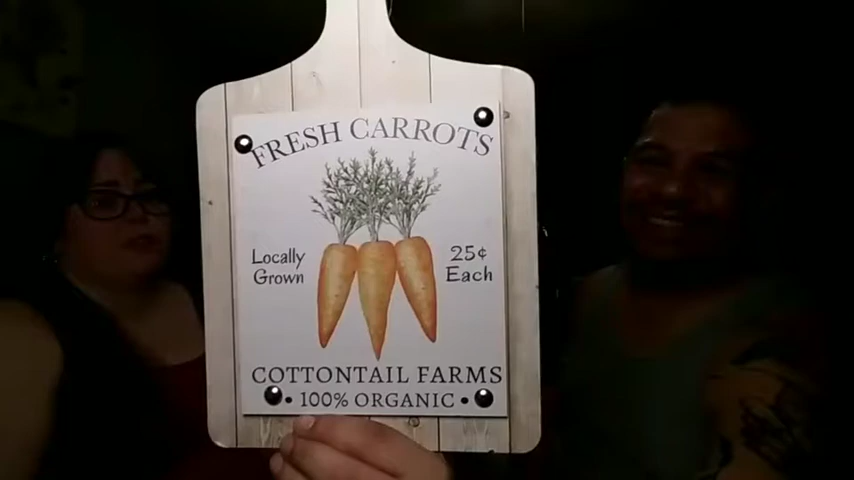 FRESH CARROTS
Locally
Grown
25¢
Each
COTTONTAIL FARMS
•100% ORGANIC•